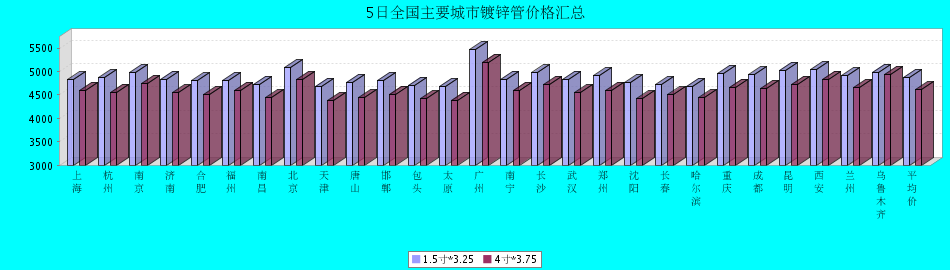 5日全国主要城市镀锌管价格汇总
5500
5000
4500
4000
3500
3000
上海
杭州
南京
济南
合肥
福州
南昌
北京
天津
唐山
邯郸
包头
太原
广州
南宁
长沙
武汉
郑州
沈阳
长春
哈尔滨
重庆
成都
昆明
西安
兰州
乌鲁木齐
平均价
1.5寸*3.25
4寸*3.75